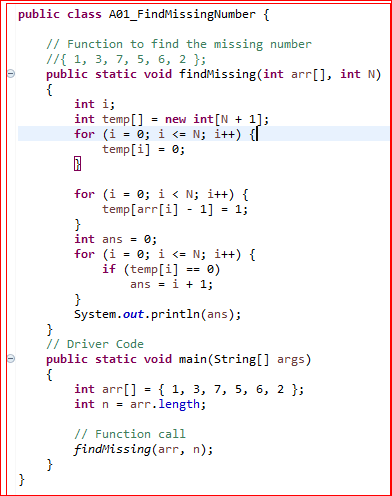 public class A01_FindMissingNumber {
// Function to find the missing number
//{ 1, 3, 7, 5, 6, 2 };
public static void findMissing(int arr[], int N)
{
int i;
int temp[] = new int[N + 1];
for (i = 0; i <= N; i++) {
temp[i] = 0;
}
for (i = 0; i < N; i++) {
temp[arr[i] - 1] = 1;
}
int ans = 0;
for (i = 0; i <= N; i++) {
if (temp[i] == 0)
ans = i + 1;
}
System.out.println(ans);
}
// Driver Code
public static void main(String[] args)
{
int arr[] = { 1, 3, 7, 5, 6, 2 };
int n = arr.length;
// Function call
findMissing(arr, n);
}
}